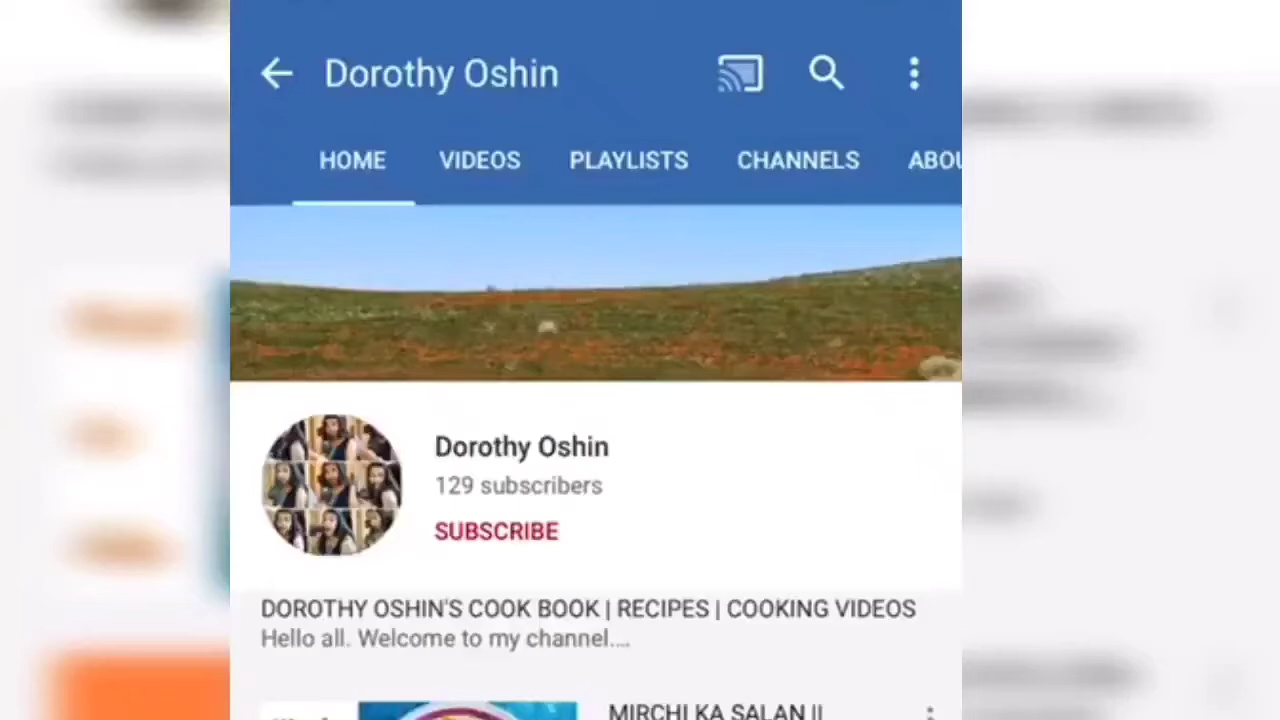 Dorothy Oshin
HOME VIDEOS PLAYLISTS CHANNELS ABOU
Dorothy Oshin
129 subscribers
SUBSCRIBE
DOROTHY OSHIN'S COOK BOOK | RECIPES | COOKING VIDEOS
Hello all. Welcome to my channel....
MIRCHI KA SALAN ||